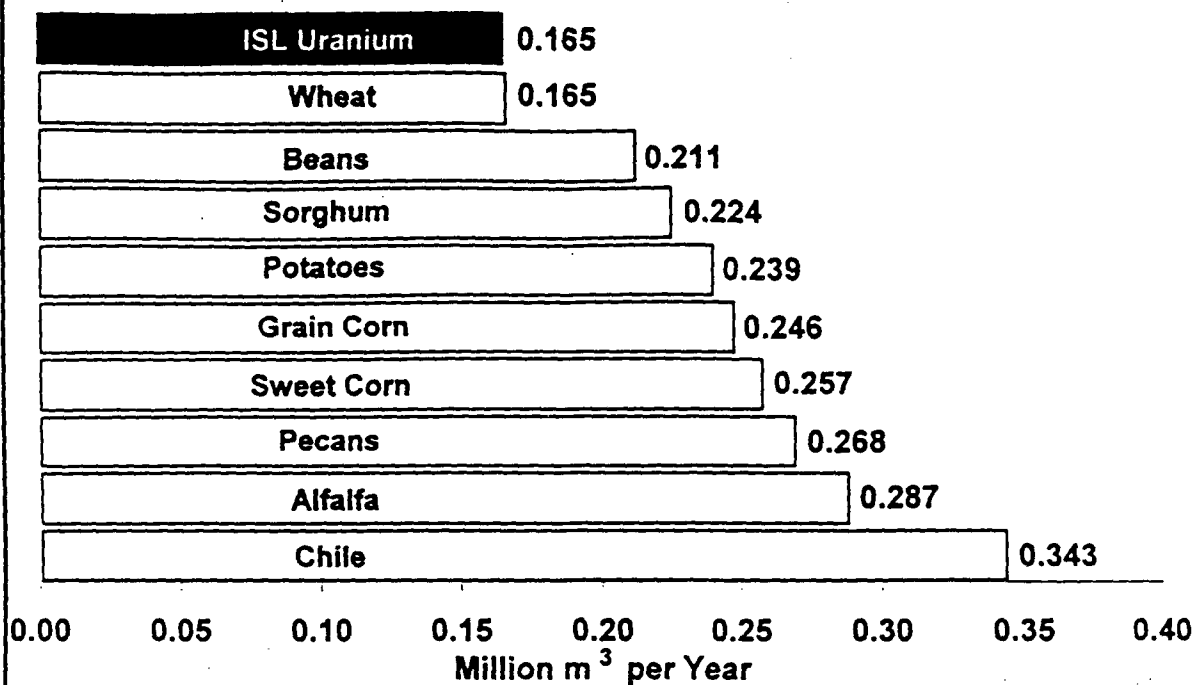 ISL Uranium 0.165
Wheat 0.165
Beans 0.211
Sorghum 0.224
Potatoes 0.239
Grain Corn 0.246
Sweet Corn 0.257
Pecans 0.268
Alfalfa 0.287
Chile 0.343
0.00 0.05 0.10 0.15 0.20 0.25 0.30 0.35 0.40
Million m³ per Year